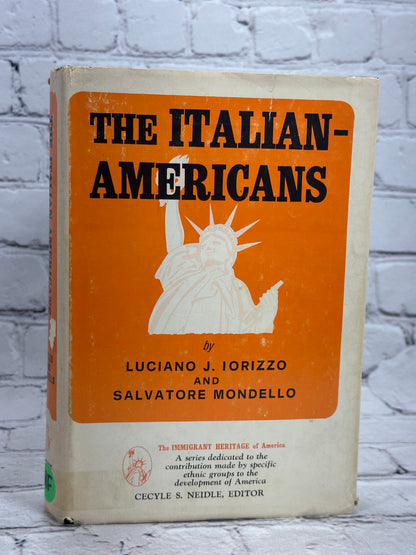 THE ITALIAN-
AMERICANS
by
LUCIANO J. IORIZZO
AND
SALVATORE MONDELLO
The IMMIGRANT HERITAGE of America
A series dedicated to the
contribution made by specific
ethnic groups to the
development of America
CECYLE S. NEIDLE, EDITOR